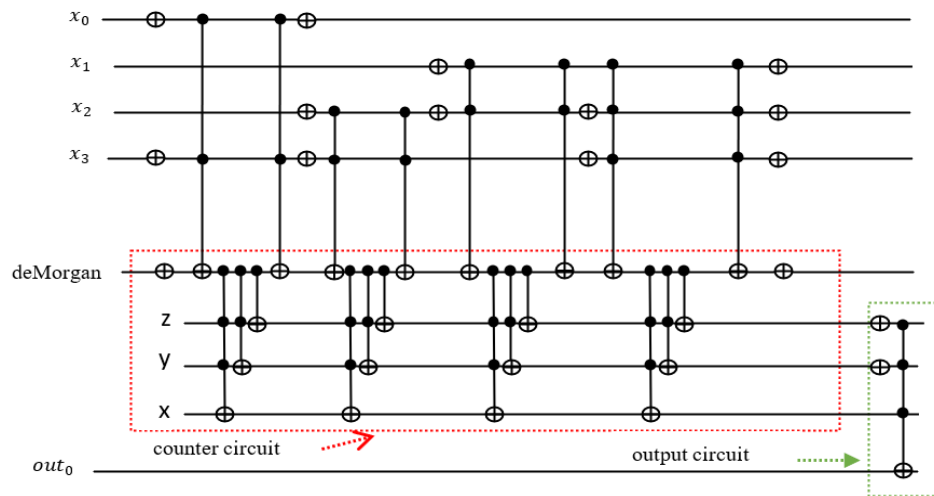 x₀
x₁
x₂
x₃
deMorgan
z
y
x
counter circuit
output circuit
out₀